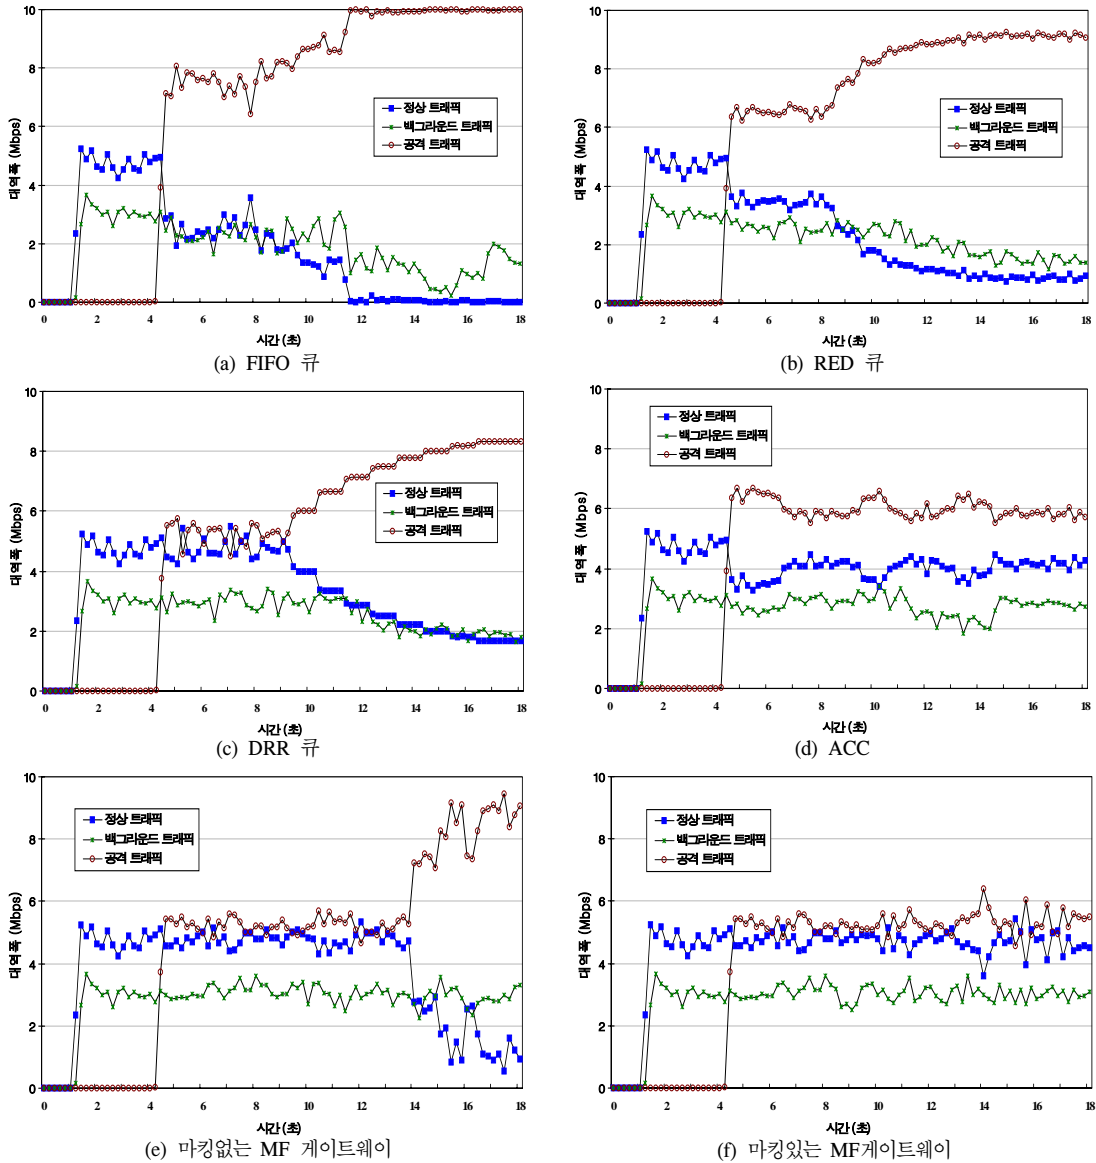 대역폭 (Mbps)
10
8
6
4
2
0
정상 트래픽
백그라운드 트래픽
공격 트래픽
0 2 4 6 8 10 12 14 16 18
시간 (초)
(a) FIFO 큐
대역폭 (Mbps)
10
8
6
4
2
0
정상 트래픽
백그라운드 트래픽
공격 트래픽
0 2 4 6 8 10 12 14 16 18
시간 (초)
(b) RED 큐
대역폭 (Mbps)
10
8
6
4
2
0
정상 트래픽
백그라운드 트래픽
공격 트래픽
0 2 4 6 8 10 12 14 16 18
시간 (초)
(c) DRR 큐
대역폭 (Mbps)
10
8
6
4
2
0
정상 트래픽
백그라운드 트래픽
공격 트래픽
0 2 4 6 8 10 12 14 16 18
시간 (초)
(d) ACC
대역폭 (Mbps)
10
8
6
4
2
0
정상 트래픽
백그라운드 트래픽
공격 트래픽
0 2 4 6 8 10 12 14 16 18
시간 (초)
(e) 마킹없는 MF 게이트웨이
대역폭 (Mbps)
10
8
6
4
2
0
정상 트래픽
백그라운드 트래픽
공격 트래픽
0 2 4 6 8 10 12 14 16 18
시간 (초)
(f) 마킹있는 MF게이트웨이